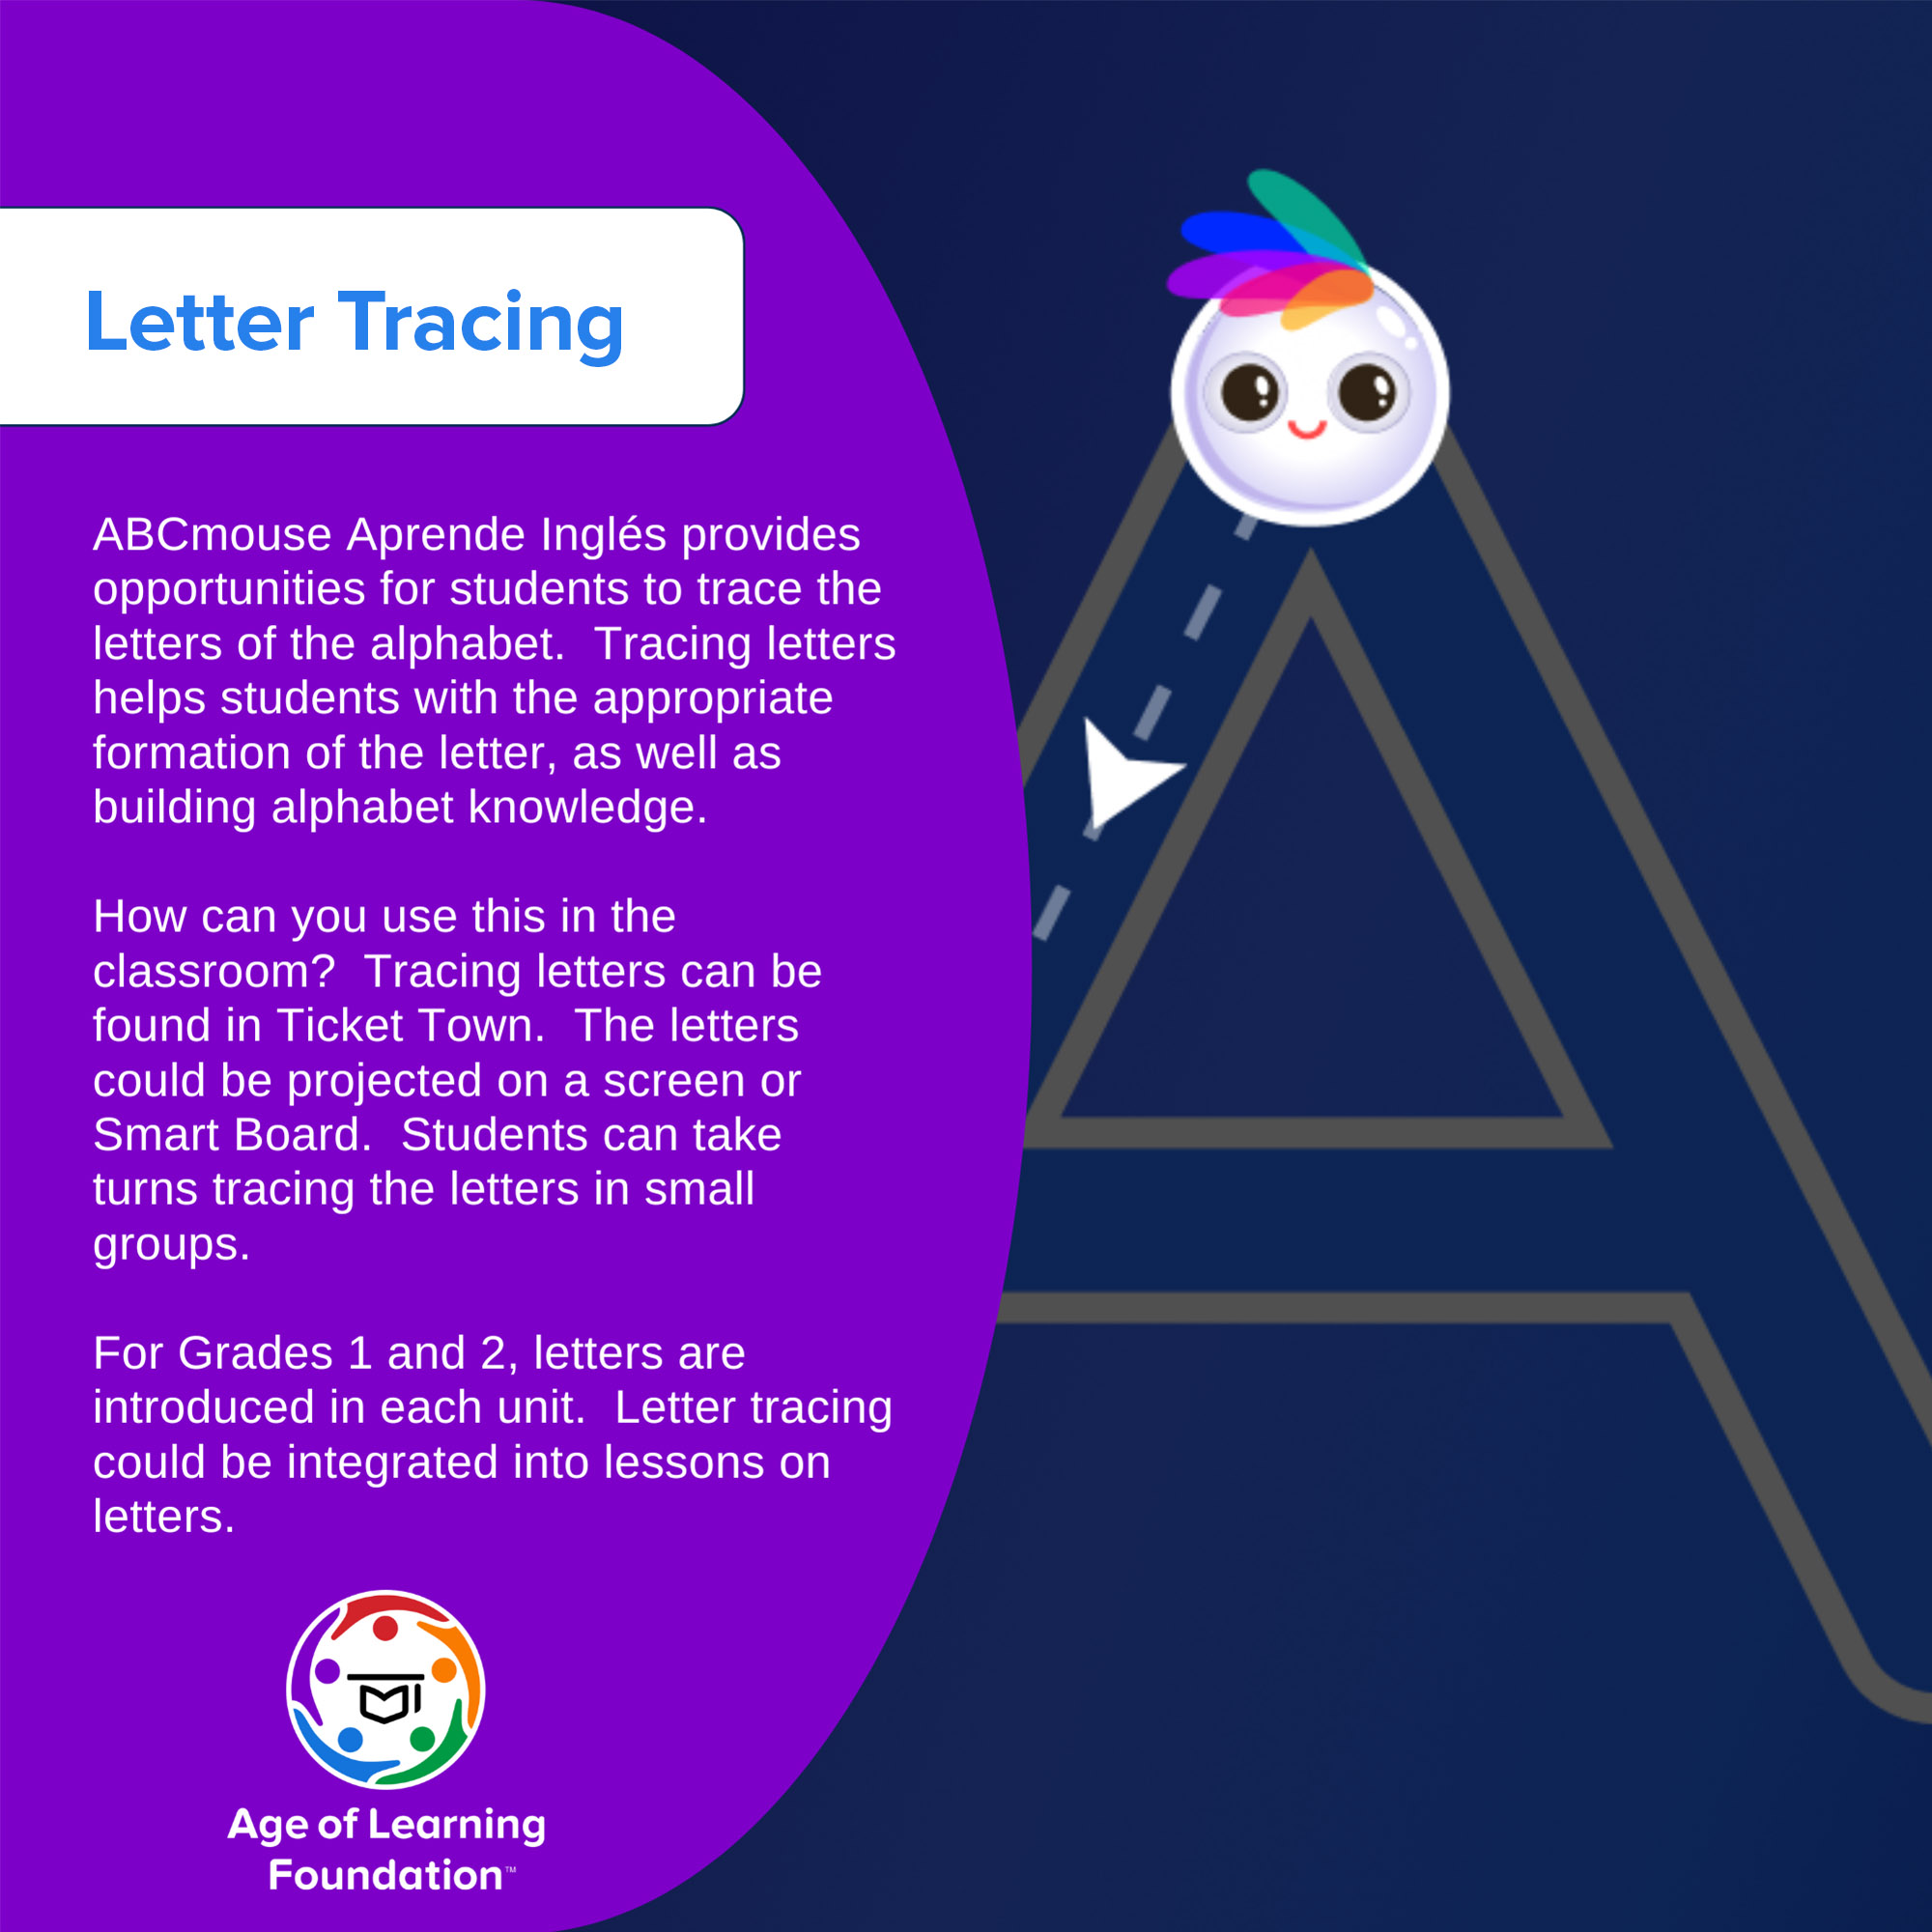 Letter Tracing
ABCmouse Aprende Inglés provides
opportunities for students to trace the
letters of the alphabet.  Tracing letters
helps students with the appropriate
formation of the letter, as well as
building alphabet knowledge.
How can you use this in the
classroom?  Tracing letters can be
found in Ticket Town.  The letters
could be projected on a screen or
Smart Board.  Students can take
turns tracing the letters in small
groups.
For Grades 1 and 2, letters are
introduced in each unit.  Letter tracing
could be integrated into lessons on
letters.
Age of Learning
Foundation™
A